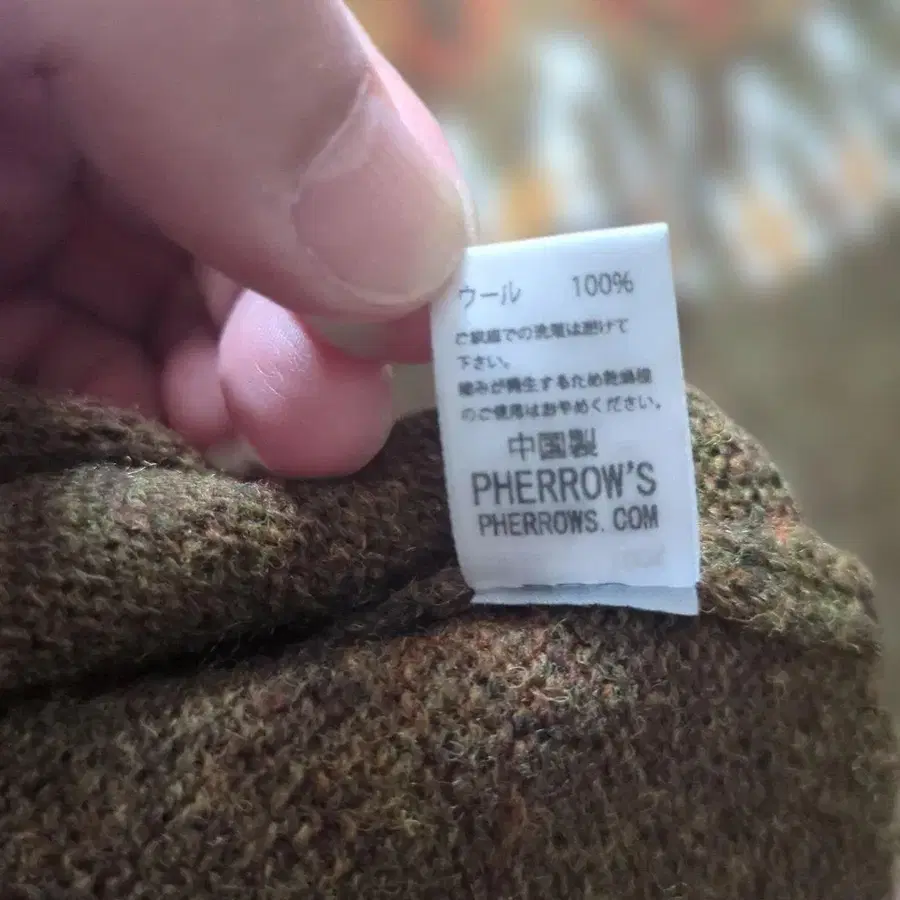 ウール 100%
ご家庭での洗濯は避けて
下さい。
縮みが発生するため乾燥機
のご使用はおやめください。
中国製
PHERROW'S
PHERROWS.COM